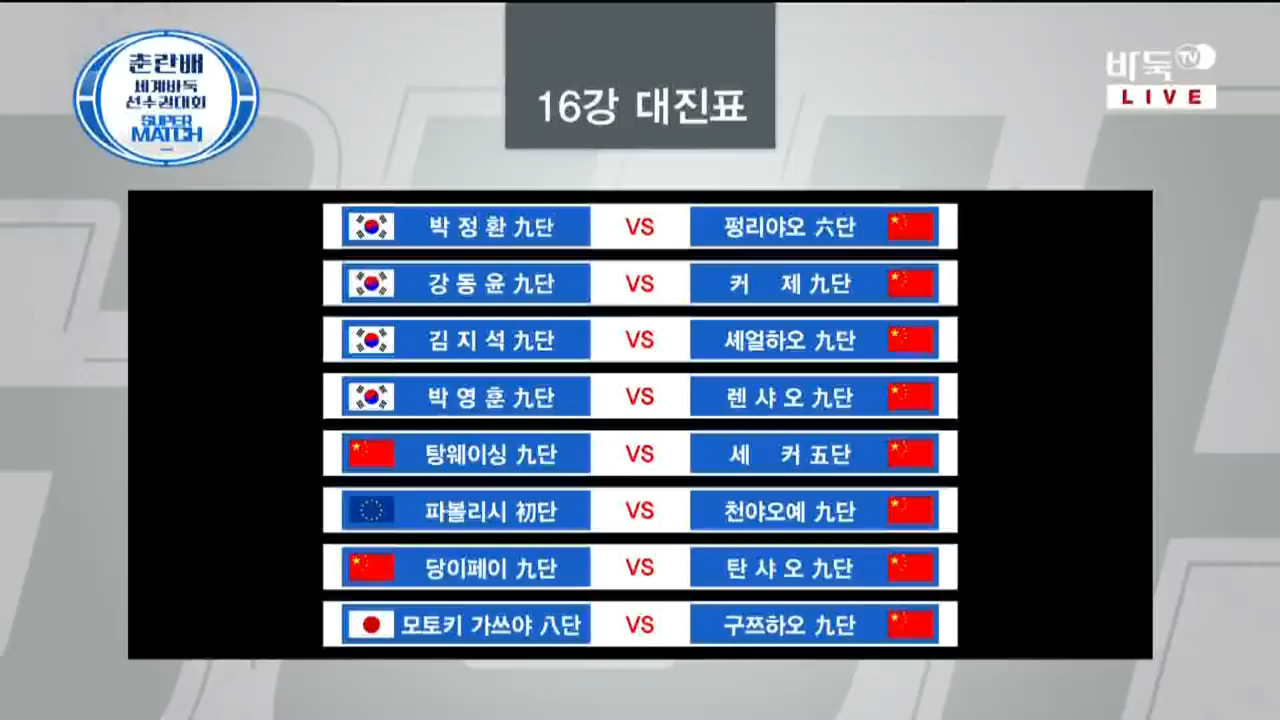 춘란배
세계바둑
선수권대회
SUPER
MATCH
16강 대진표
바둑TV
LIVE
박 정 환 九단 VS 펑리야오 六단
강 동 윤 九단 VS 커 제 九단
김 지 석 九단 VS 셰얼하오 九단
박 영 훈 九단 VS 롄 샤 오 九단
탕웨이싱 九단 VS 셰 커 五단
파볼리시 初단 VS 천야오예 九단
당이페이 九단 VS 탄 샤 오 九단
모토키 가쓰야 八단 VS 구쯔하오 九단